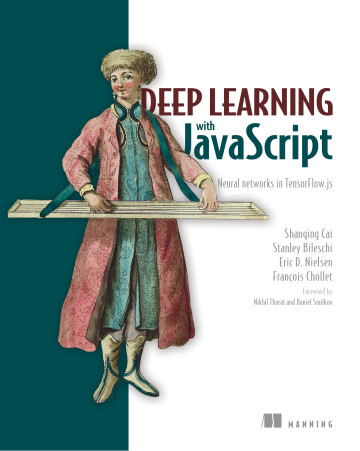 DEEP LEARNING
with
JavaScript
Neural networks in TensorFlow.js
Shanqing Cai
Stanley Bileschi
Eric D. Nielsen
François Chollet
Foreword by
Nikhil Thorat and Daniel Smilkov
MANNING